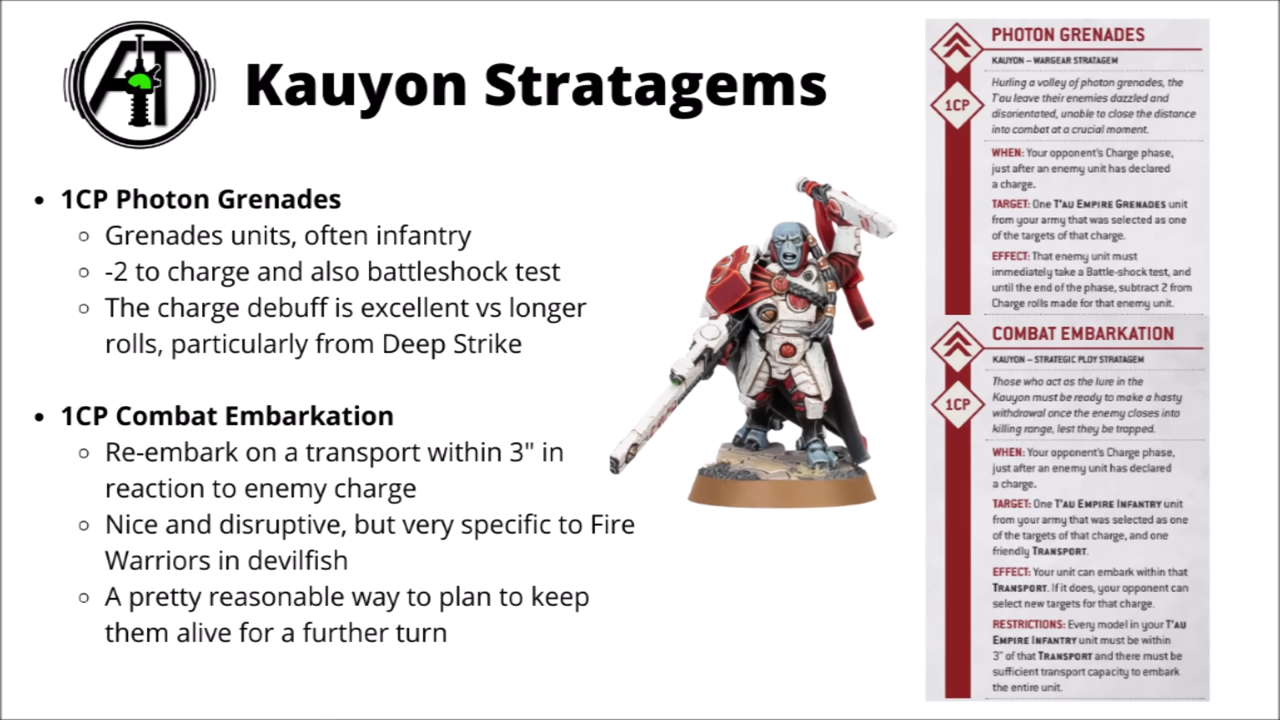 AT
Kauyon Stratagems
1CP Photon Grenades
Grenades units, often infantry
-2 to charge and also battleshock test
The charge debuff is excellent vs longer
rolls, particularly from Deep Strike
1CP Combat Embarkation
Re-embark on a transport within 3" in
reaction to enemy charge
Nice and disruptive, but very specific to Fire
Warriors in devilfish
A pretty reasonable way to plan to keep
them alive for a further turn
PHOTON GRENADES
KAUYON – WARGEAR STRATAGEM
1CP
Hurling a volley of photon grenades, the
T'au leave their enemies dazzled and
disorientated, unable to close the distance
into combat at a crucial moment.
WHEN: Your opponent's Charge phase,
just after an enemy unit has declared
a charge.
TARGET: One T'AU EMPIRE GRENADES unit
from your army that was selected as one
of the targets of that charge.
EFFECT: That enemy unit must
immediately take a Battle-shock test, and
until the end of the phase, subtract 2 from
Charge rolls made for that enemy unit.
COMBAT EMBARKATION
KAUYON – STRATEGIC PLOY STRATAGEM
1CP
Those who act as the lure in the
Kauyon must be ready to make a hasty
withdrawal once the enemy closes into
killing range, lest they be trapped.
WHEN: Your opponent's Charge phase,
just after an enemy unit has declared
a charge.
TARGET: One T'AU EMPIRE INFANTRY unit
from your army that was selected as one
of the targets of that charge, and one
friendly TRANSPORT.
EFFECT: Your unit can embark within that
TRANSPORT. If it does, your opponent can
select new targets for that charge.
RESTRICTIONS: Every model in your T'AU
EMPIRE INFANTRY unit must be within
3" of that TRANSPORT and there must be
sufficient transport capacity to embark
the entire unit.